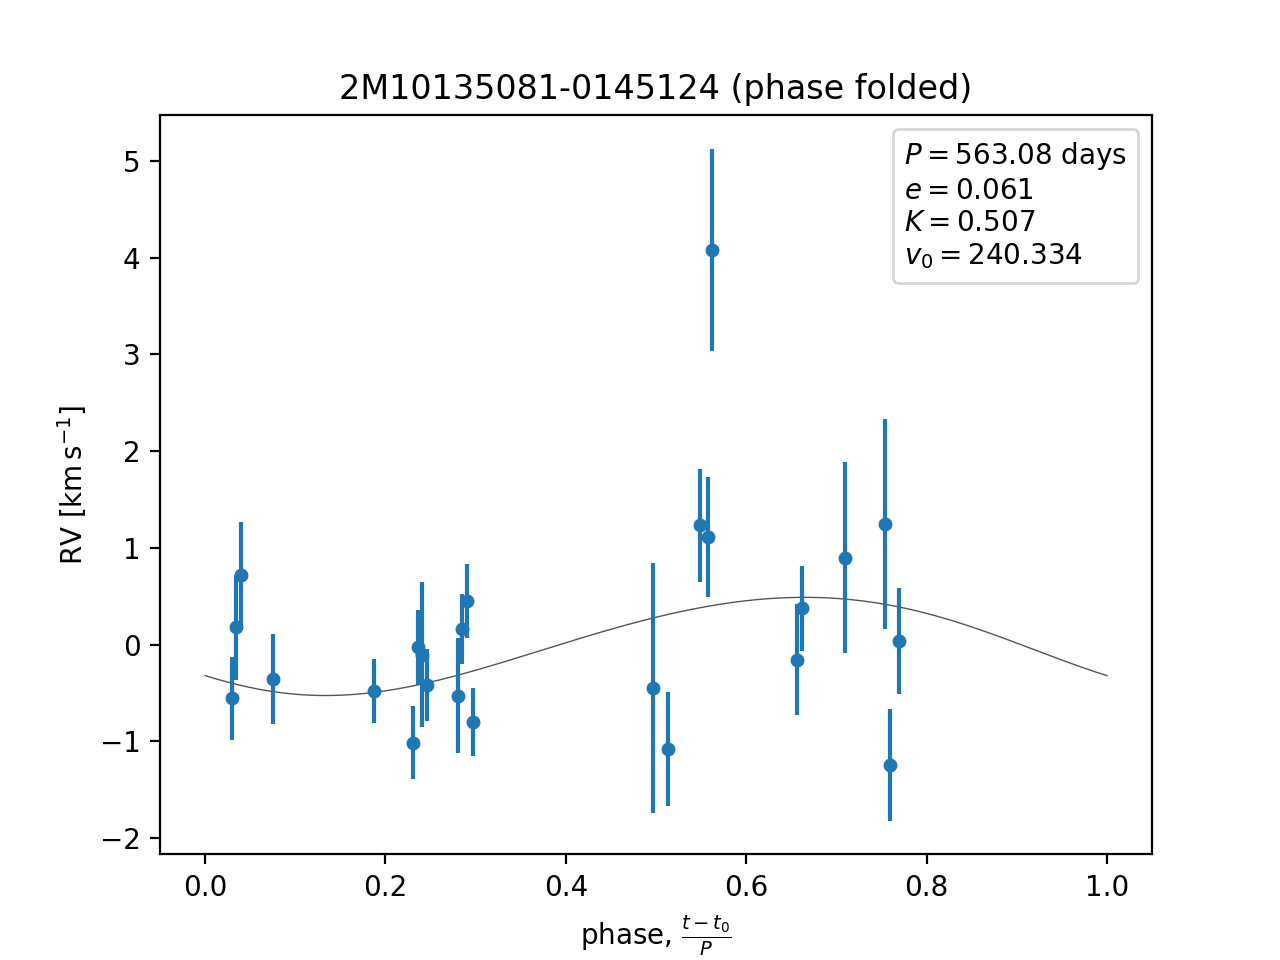 2M10135081-0145124 (phase folded)
P = 563.08 days
e = 0.061
K = 0.507
v₀ = 240.334
RV [km s⁻¹]
5
4
3
2
1
0
−1
−2
0.0 0.2 0.4 0.6 0.8 1.0
phase, (t − t₀)/P